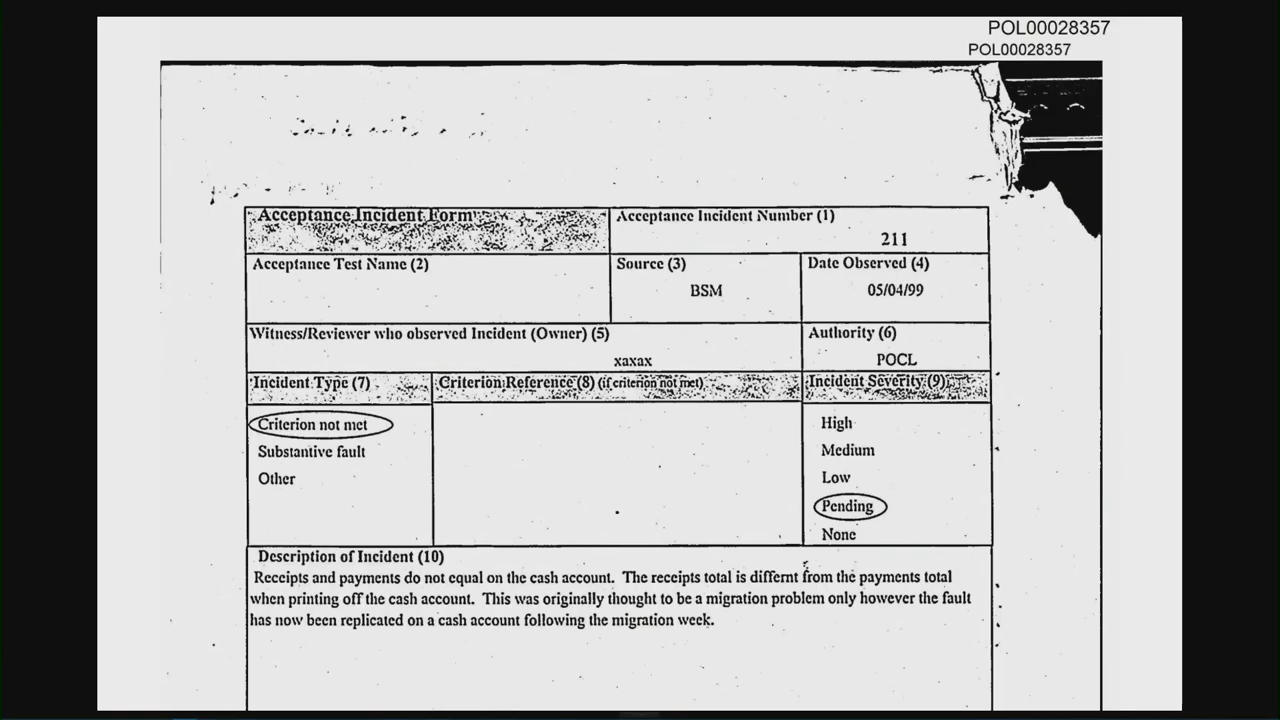 POL00028357
POL00028357
Acceptance Incident Form
Acceptance Incident Number (1)
211
Acceptance Test Name (2)
Source (3)
BSM
Date Observed (4)
05/04/99
Witness/Reviewer who observed Incident (Owner) (5)
xaxax
Authority (6)
POCL
Incident Type (7)
Criterion Reference (8) (if criterion not met)
Incident Severity (9)
Criterion not met
Substantive fault
Other
High
Medium
Low
Pending
None
Description of Incident (10)
Receipts and payments do not equal on the cash account. The receipts total is differnt from the payments total
when printing off the cash account. This was originally thought to be a migration problem only however the fault
has now been replicated on a cash account following the migration week.